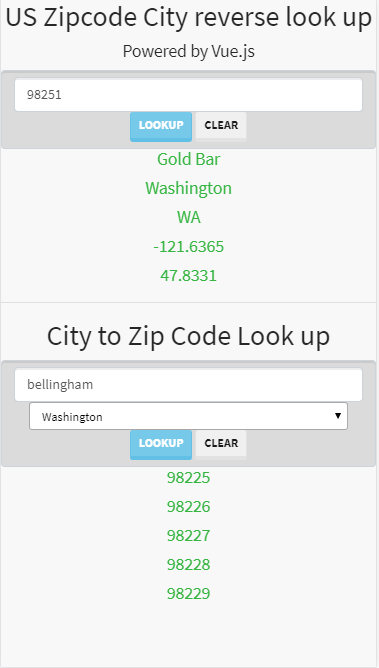 US Zipcode City reverse look up
Powered by Vue.js
98251
LOOKUP CLEAR
Gold Bar
Washington
WA
-121.6365
47.8331
City to Zip Code Look up
bellingham
Washington
LOOKUP CLEAR
98225
98226
98227
98228
98229